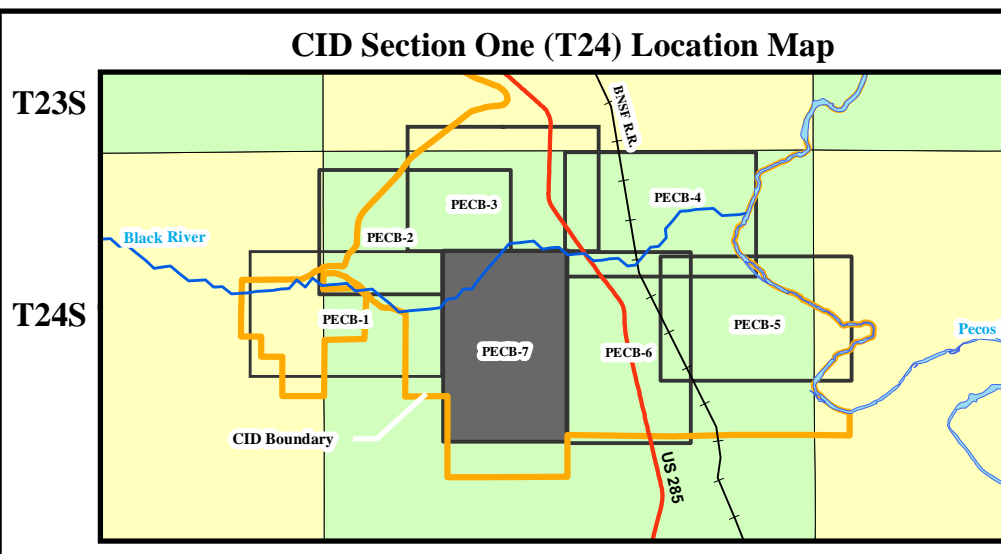 CID Section One (T24) Location Map
T23S
BNSF R.R.
PECB-3
PECB-4
PECB-2
Black River
T24S
PECB-1
PECB-5
Pecos
PECB-7
PECB-6
CID Boundary
US 285